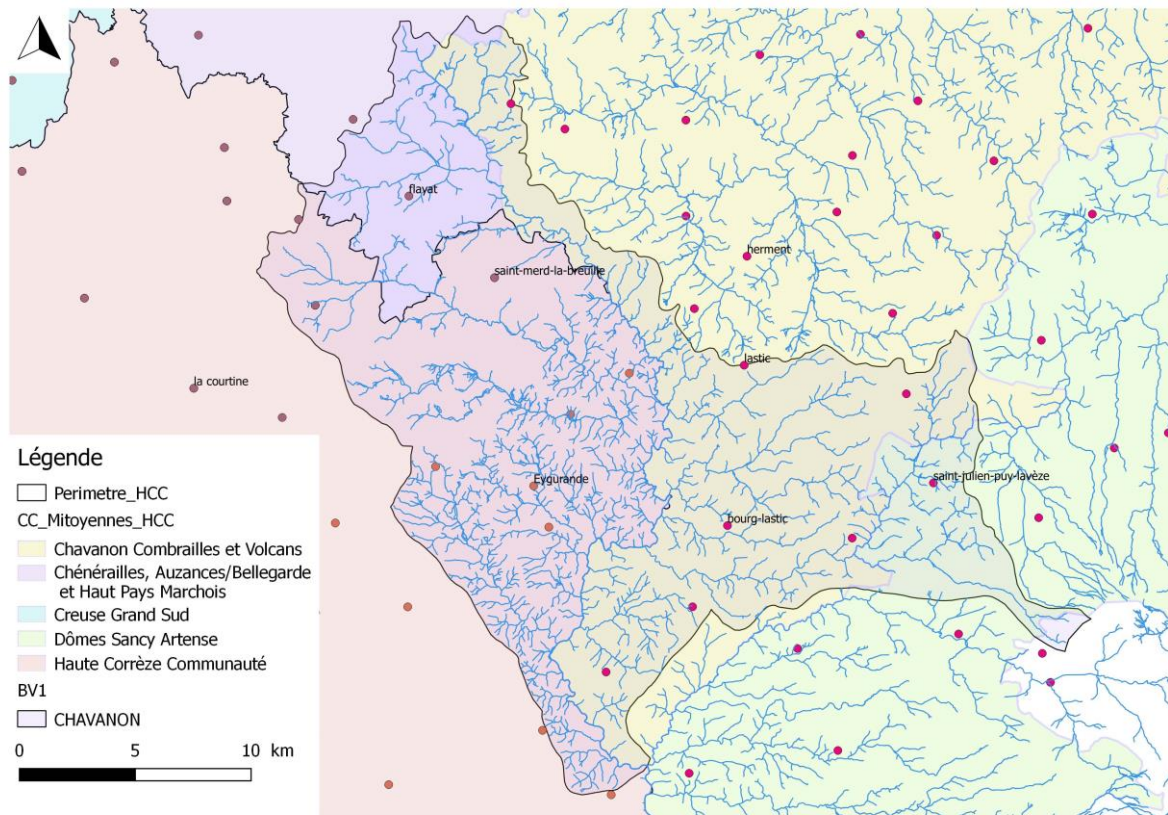 flayat
saint-merd-la-breuille
herment
lastic
la courtine
Eygurande
saint-julien-puy-lavèze
bourg-lastic
Légende
Perimetre_HCC
CC_Mitoyennes_HCC
Chavanon Combrailles et Volcans
Chénérailles, Auzances/Bellegarde
et Haut Pays Marchois
Creuse Grand Sud
Dômes Sancy Artense
Haute Corrèze Communauté
BV1
CHAVANON
0 5 10 km